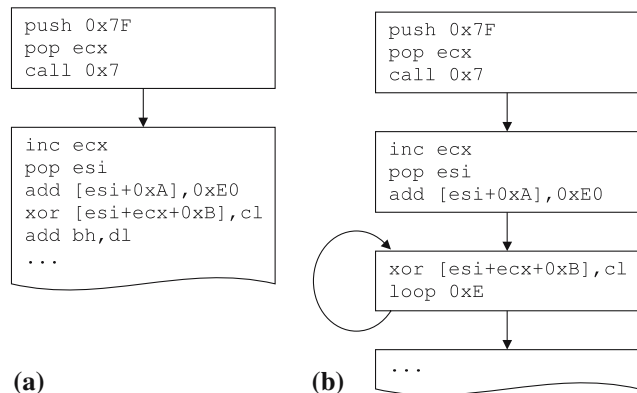 push 0x7F
pop ecx
call 0x7
inc ecx
pop esi
add [esi+0xA],0xE0
xor [esi+ecx+0xB],cl
add bh,dl
...
(a)
push 0x7F
pop ecx
call 0x7
inc ecx
pop esi
add [esi+0xA],0xE0
xor [esi+ecx+0xB],cl
loop 0xE
...
(b)